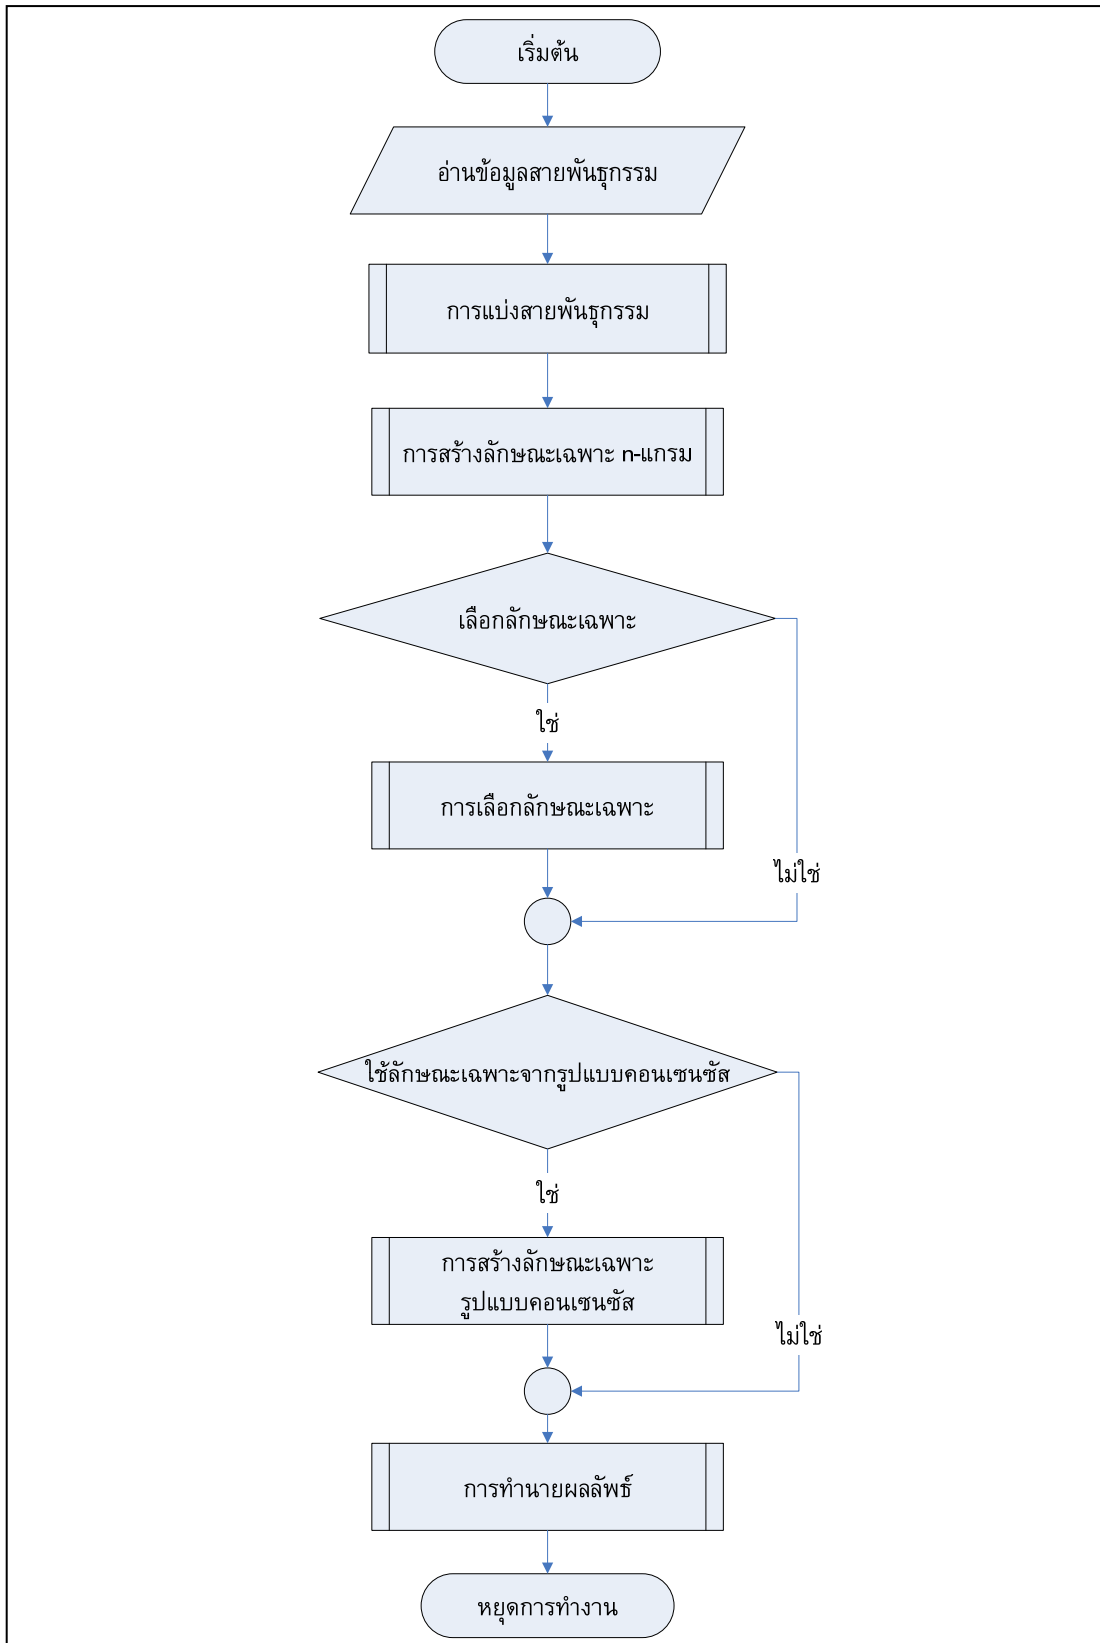 เริ่มต้น
อ่านข้อมูลสายพันธุกรรม
การแบ่งสายพันธุกรรม
การสร้างลักษณะเฉพาะ n-แกรม
เลือกลักษณะเฉพาะ
ใช่
การเลือกลักษณะเฉพาะ
ไม่ใช่
ใช้ลักษณะเฉพาะจากรูปแบบคอนเซนซัส
ใช่
การสร้างลักษณะเฉพาะ
รูปแบบคอนเซนซัส
ไม่ใช่
การทำนายผลลัพธ์
หยุดการทำงาน